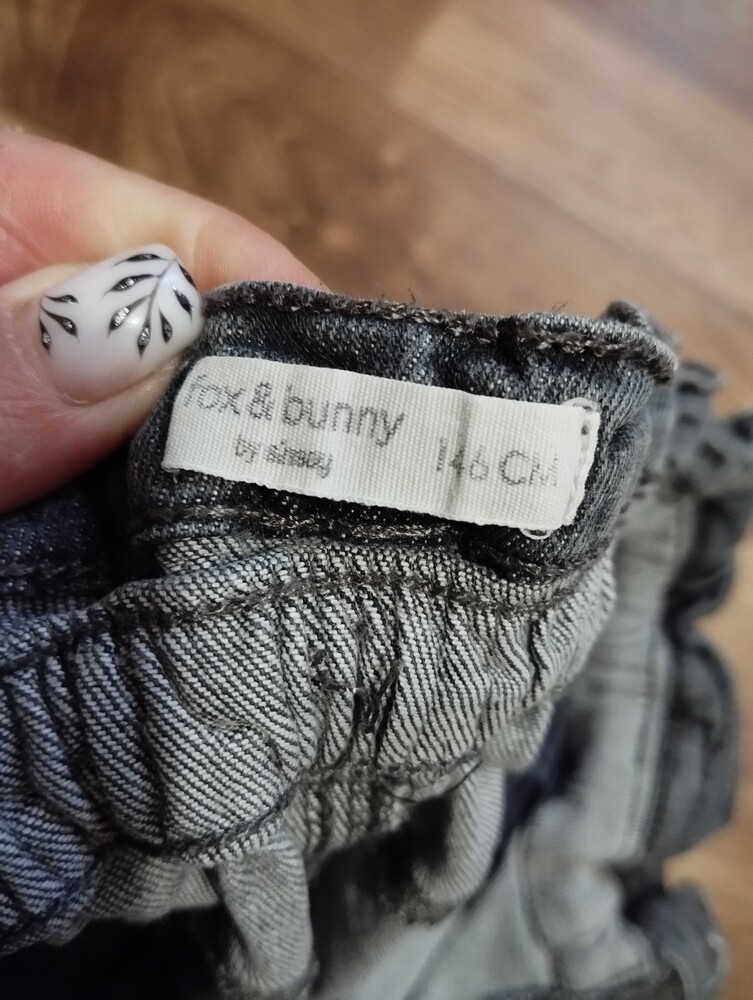 fox & bunny
by sinsay
146 CM